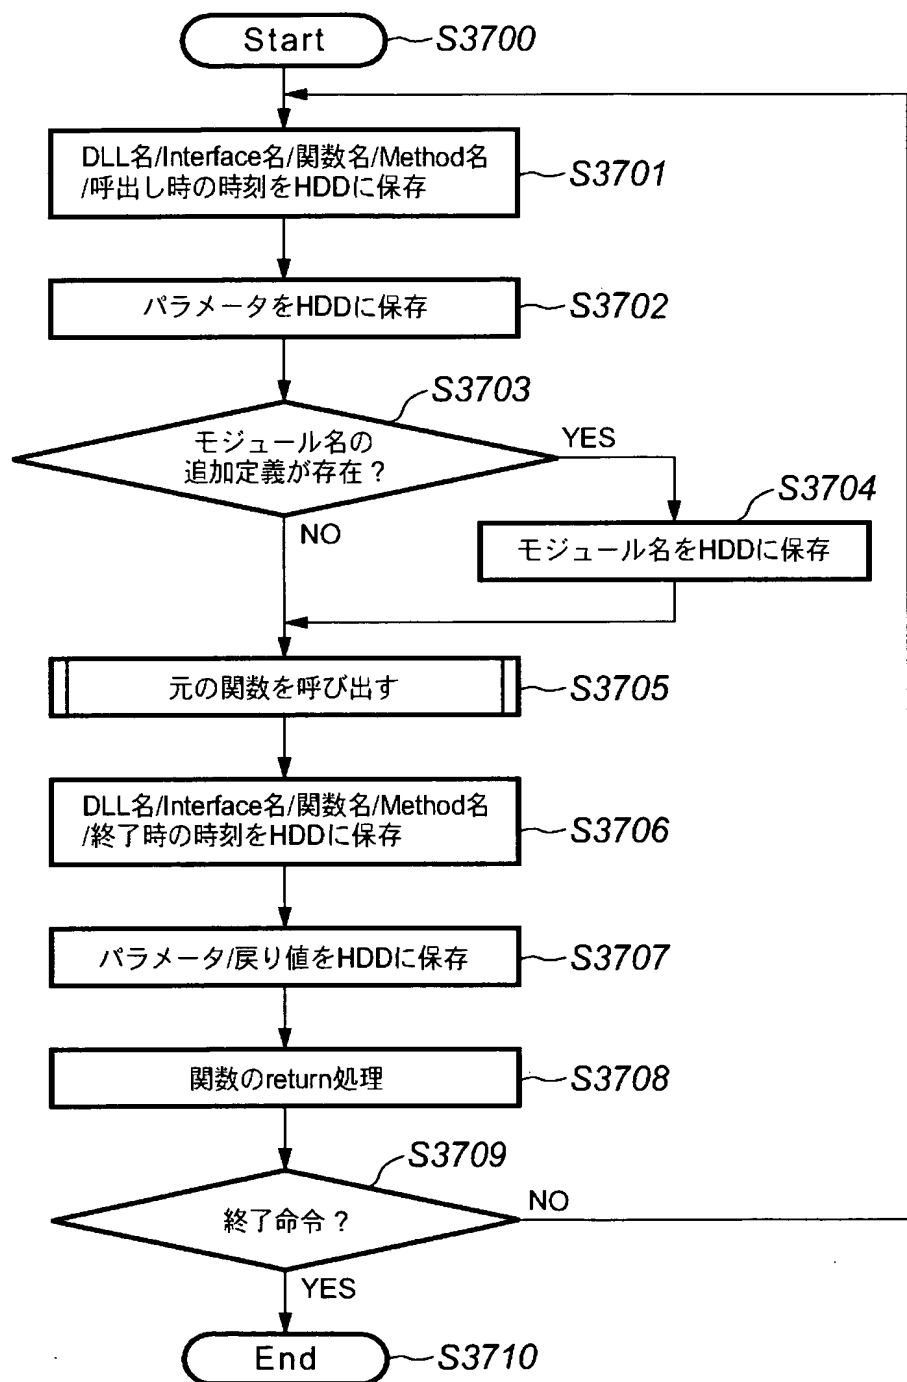 Start
S3700
DLL名/Interface名/関数名/Method名
/呼出し時の時刻をHDDに保存
S3701
パラメータをHDDに保存
S3702
S3703
モジュール名の
追加定義が存在？
YES
NO
S3704
モジュール名をHDDに保存
元の関数を呼び出す
S3705
DLL名/Interface名/関数名/Method名
/終了時の時刻をHDDに保存
S3706
パラメータ/戻り値をHDDに保存
S3707
関数のreturn処理
S3708
S3709
終了命令？
NO
YES
End
S3710